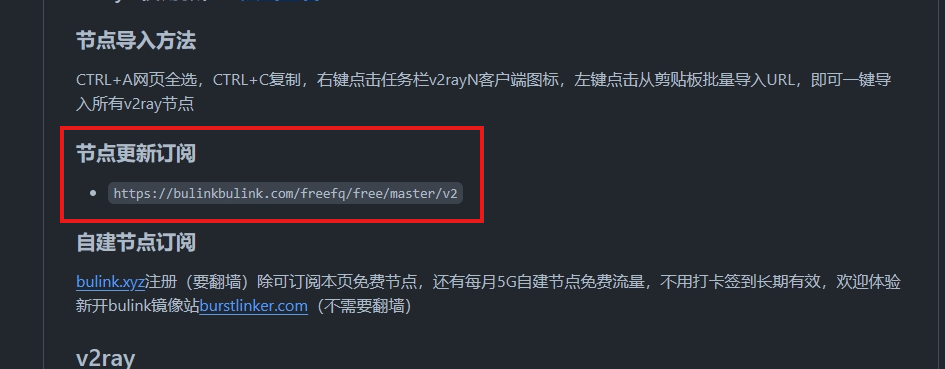 节点导入方法
CTRL+A网页全选，CTRL+C复制，右键点击任务栏v2rayN客户端图标，左键点击从剪贴板批量导入URL，即可一键导
入所有v2ray节点
节点更新订阅
https://bulinkbulink.com/freefq/free/master/v2
自建节点订阅
bulink.xyz注册（要翻墙）除可订阅本页免费节点，还有每月5G自建节点免费流量，不用打卡签到长期有效，欢迎体验
新开bulink镜像站burstlinker.com（不需要翻墙）
v2ray